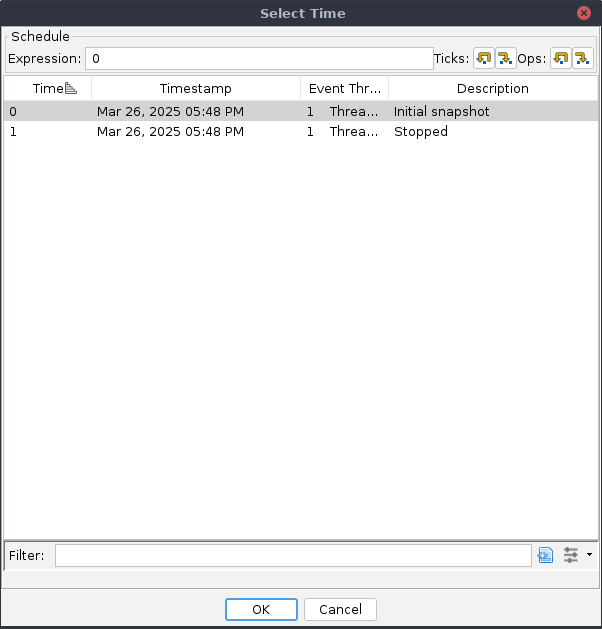 Select Time
Schedule
Expression: 0 Ticks: Ops:
Time Timestamp Event Thr... Description
0 Mar 26, 2025 05:48 PM 1 Threa... Initial snapshot
1 Mar 26, 2025 05:48 PM 1 Threa... Stopped
Filter:
OK Cancel